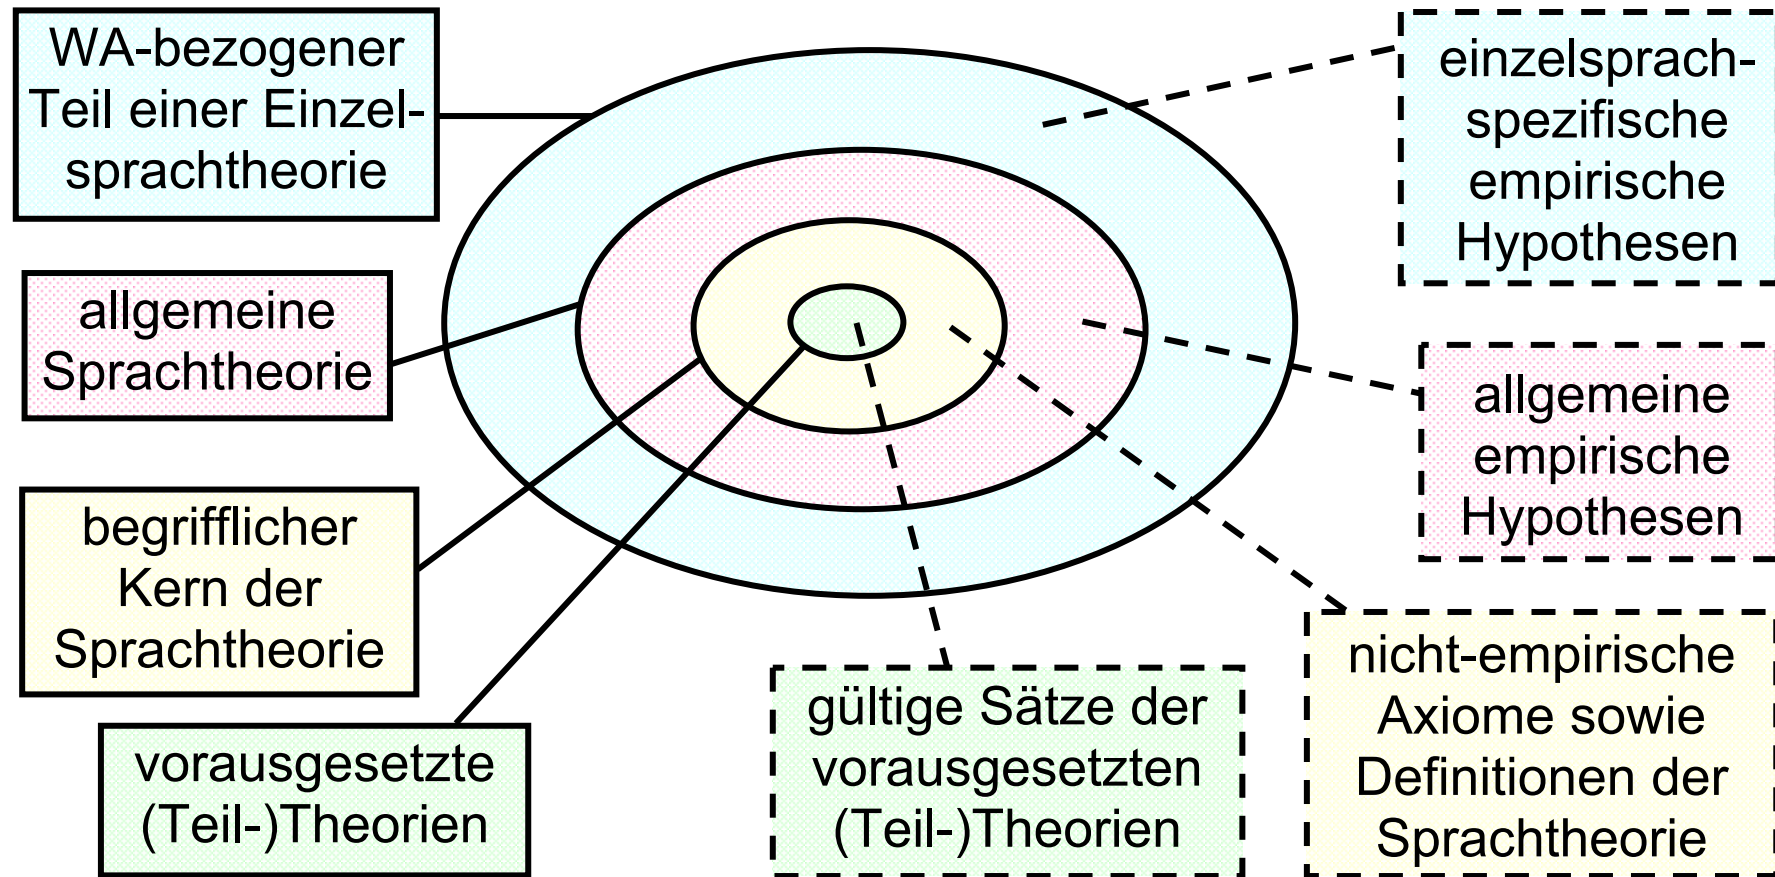 WA-bezogener
Teil einer Einzel-
sprachtheorie
allgemeine
Sprachtheorie
begrifflicher
Kern der
Sprachtheorie
vorausgesetzte
(Teil-)Theorien
gültige Sätze der
vorausgesetzten
(Teil-)Theorien
einzelsprach-
spezifische
empirische
Hypothesen
allgemeine
empirische
Hypothesen
nicht-empirische
Axiome sowie
Definitionen der
Sprachtheorie